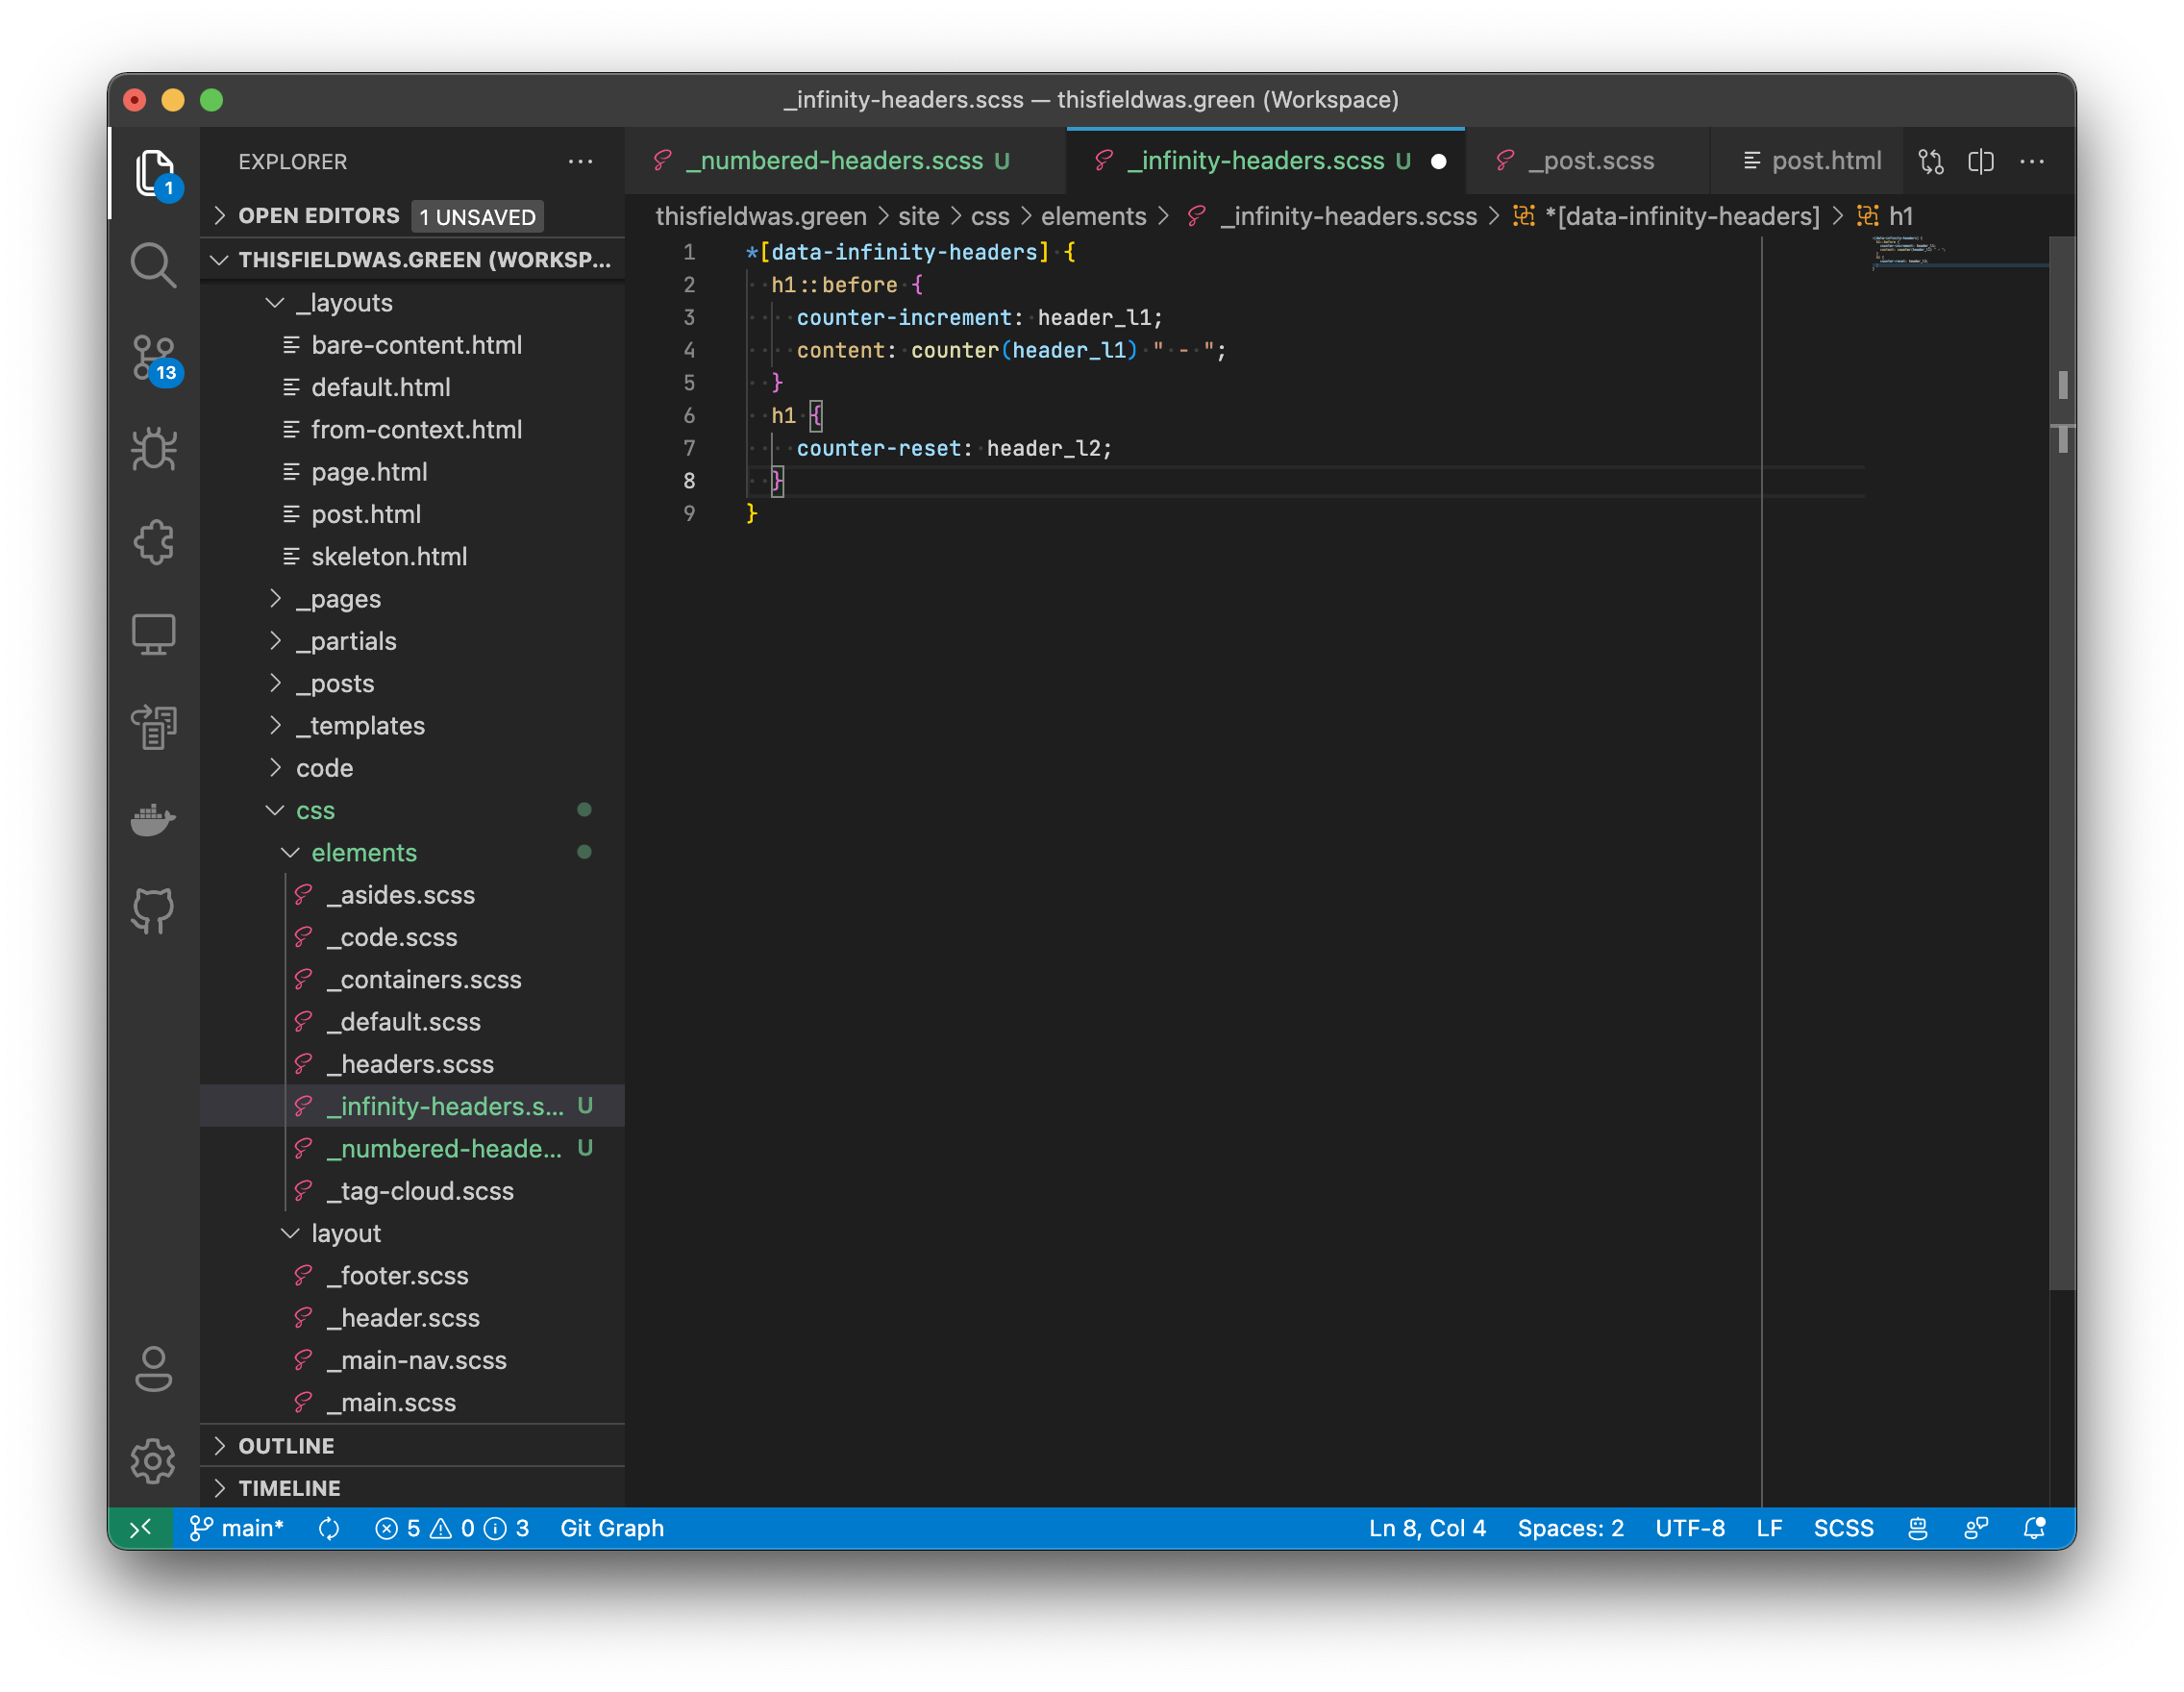 _infinity-headers.scss — thisfieldwas.green (Workspace)
EXPLORER
1
13
OPEN EDITORS 1 UNSAVED
THISFIELDWAS.GREEN (WORKSP...
_layouts
bare-content.html
default.html
from-context.html
page.html
post.html
skeleton.html
_pages
_partials
_posts
_templates
code
css
elements
_asides.scss
_code.scss
_containers.scss
_default.scss
_headers.scss
_infinity-headers.s... U
_numbered-heade... U
_tag-cloud.scss
layout
_footer.scss
_header.scss
_main-nav.scss
_main.scss
OUTLINE
TIMELINE
_numbered-headers.scss U _infinity-headers.scss U _post.scss post.html
thisfieldwas.green > site > css > elements > _infinity-headers.scss > *[data-infinity-headers] > h1
1 *[data-infinity-headers] {
2 h1::before {
3 counter-increment: header_l1;
4 content: counter(header_l1) " - ";
5 }
6 h1 {
7 counter-reset: header_l2;
8 }
9 }
main* 5 0 3 Git Graph Ln 8, Col 4 Spaces: 2 UTF-8 LF SCSS